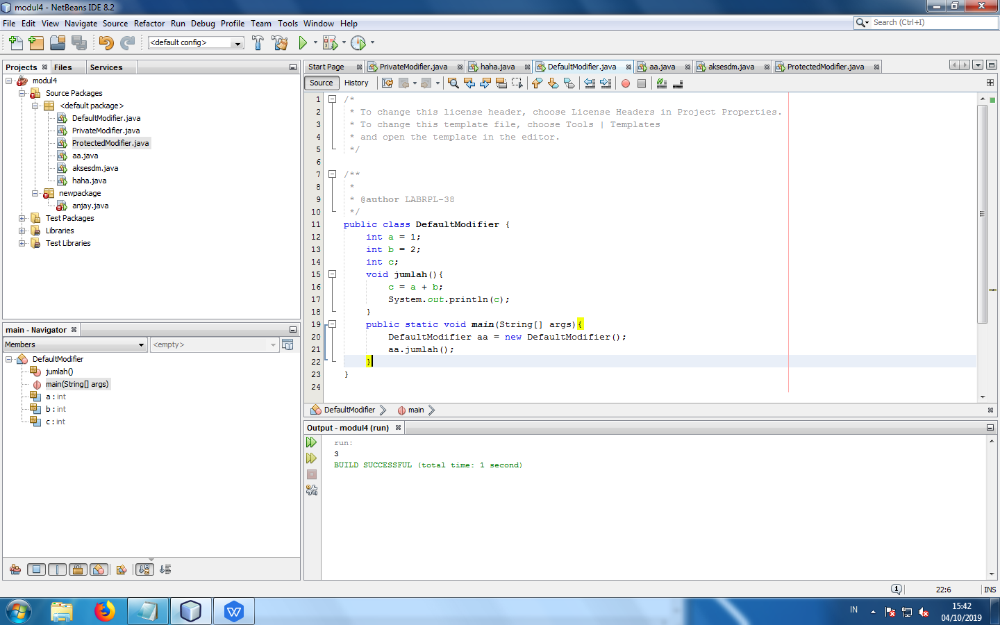 modul4 - NetBeans IDE 8.2
File Edit View Navigate Source Refactor Run Debug Profile Team Tools Window Help
Search (Ctrl+I)
<default config>
Projects Files Services
modul4
Source Packages
<default package>
DefaultModifier.java
PrivateModifier.java
ProtectedModifier.java
aa.java
aksesdm.java
haha.java
newpackage
anjay.java
Test Packages
Libraries
Test Libraries
main - Navigator
Members <empty>
DefaultModifier
jumlah()
main(String[] args)
a : int
b : int
c : int
Start Page PrivateModifier.java haha.java DefaultModifier.java aa.java aksesdm.java ProtectedModifier.java
Source History
1 /*
2 * To change this license header, choose License Headers in Project Properties.
3 * To change this template file, choose Tools | Templates
4 * and open the template in the editor.
5 */
6
7 /**
8 *
9 * @author LABRPL-38
10 */
11 public class DefaultModifier {
12 int a = 1;
13 int b = 2;
14 int c;
15 void jumlah(){
16 c = a + b;
17 System.out.println(c);
18 }
19 public static void main(String[] args){
20 DefaultModifier aa = new DefaultModifier();
21 aa.jumlah();
22 }
23 }
24
DefaultModifier main
Output - modul4 (run)
run:
3
BUILD SUCCESSFUL (total time: 1 second)
1 22:6 INS
IN
15:42
04/10/2019